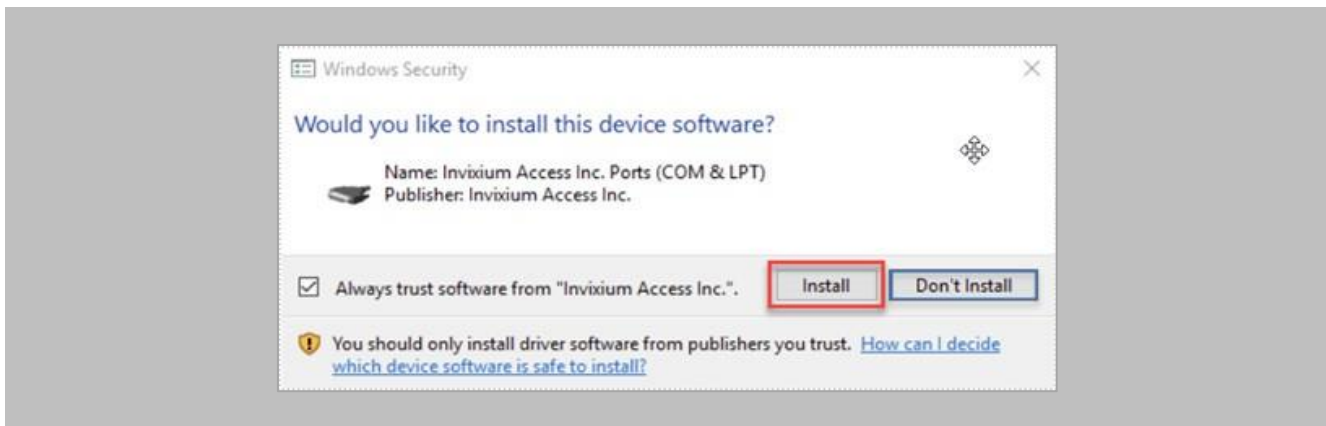 Windows Security
Would you like to install this device software?
Name: Invixium Access Inc. Ports (COM & LPT)
Publisher: Invixium Access Inc.
Always trust software from "Invixium Access Inc.".
Install
Don't Install
You should only install driver software from publishers you trust. How can I decide
which device software is safe to install?